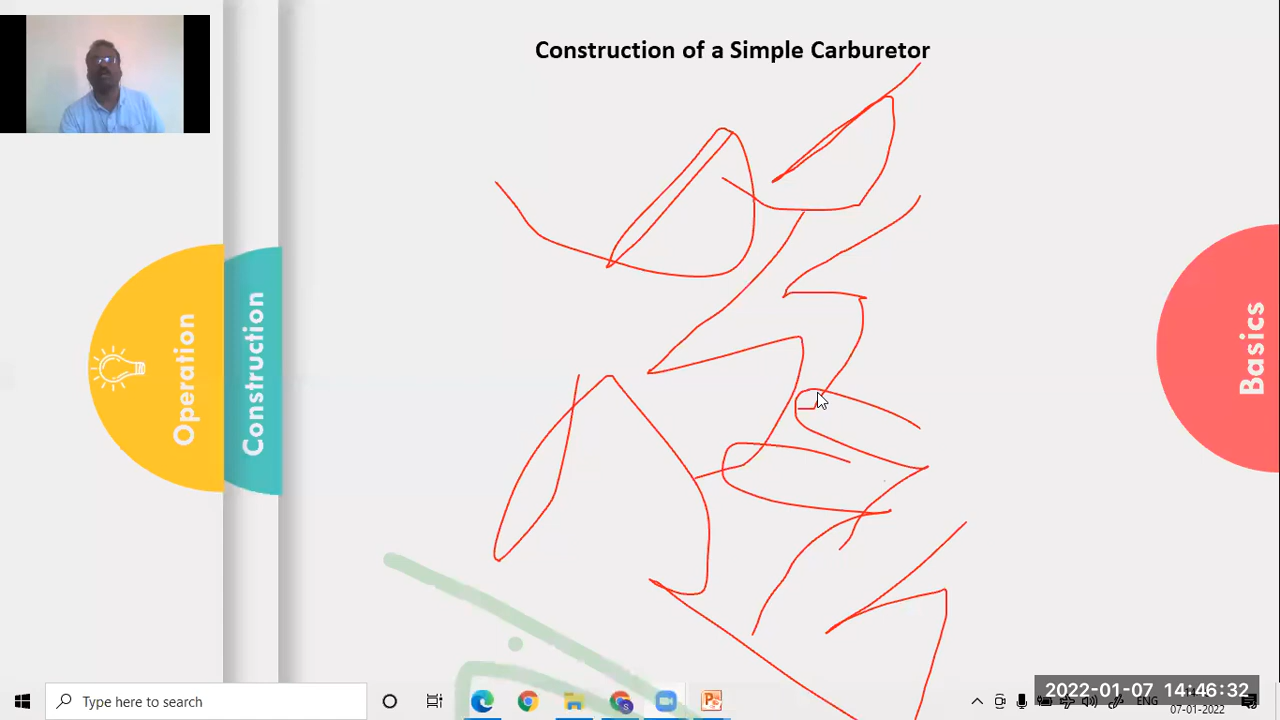 Construction of a Simple Carburetor
Operation
Construction
Basics
Type here to search
ENG
2022-01-07 14:46:32
07-01-2022